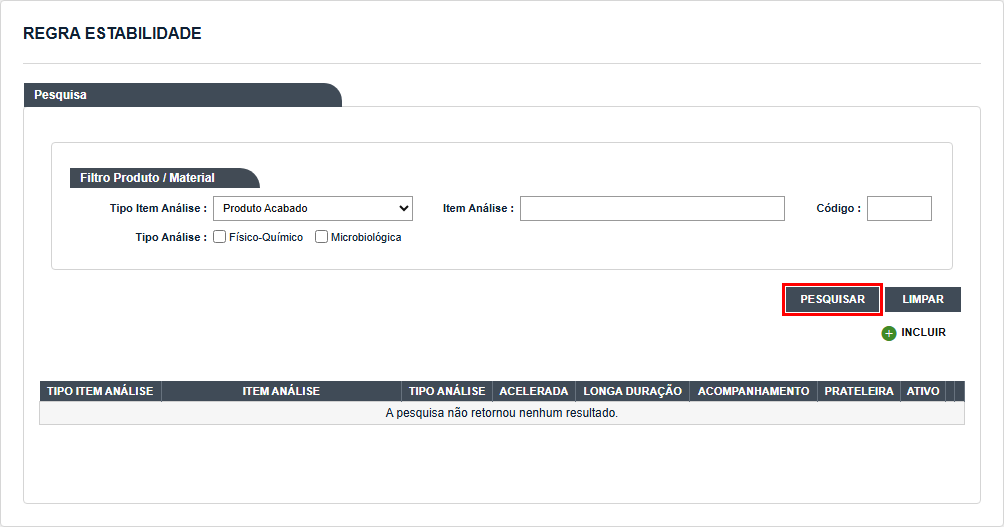 REGRA ESTABILIDADE
Pesquisa
Filtro Produto / Material
Tipo Item Análise : Produto Acabado Item Análise : Código :
Tipo Análise : Físico-Químico Microbiológica
PESQUISAR LIMPAR
INCLUIR
TIPO ITEM ANÁLISE ITEM ANÁLISE TIPO ANÁLISE ACELERADA LONGA DURAÇÃO ACOMPANHAMENTO PRATELEIRA ATIVO
A pesquisa não retornou nenhum resultado.